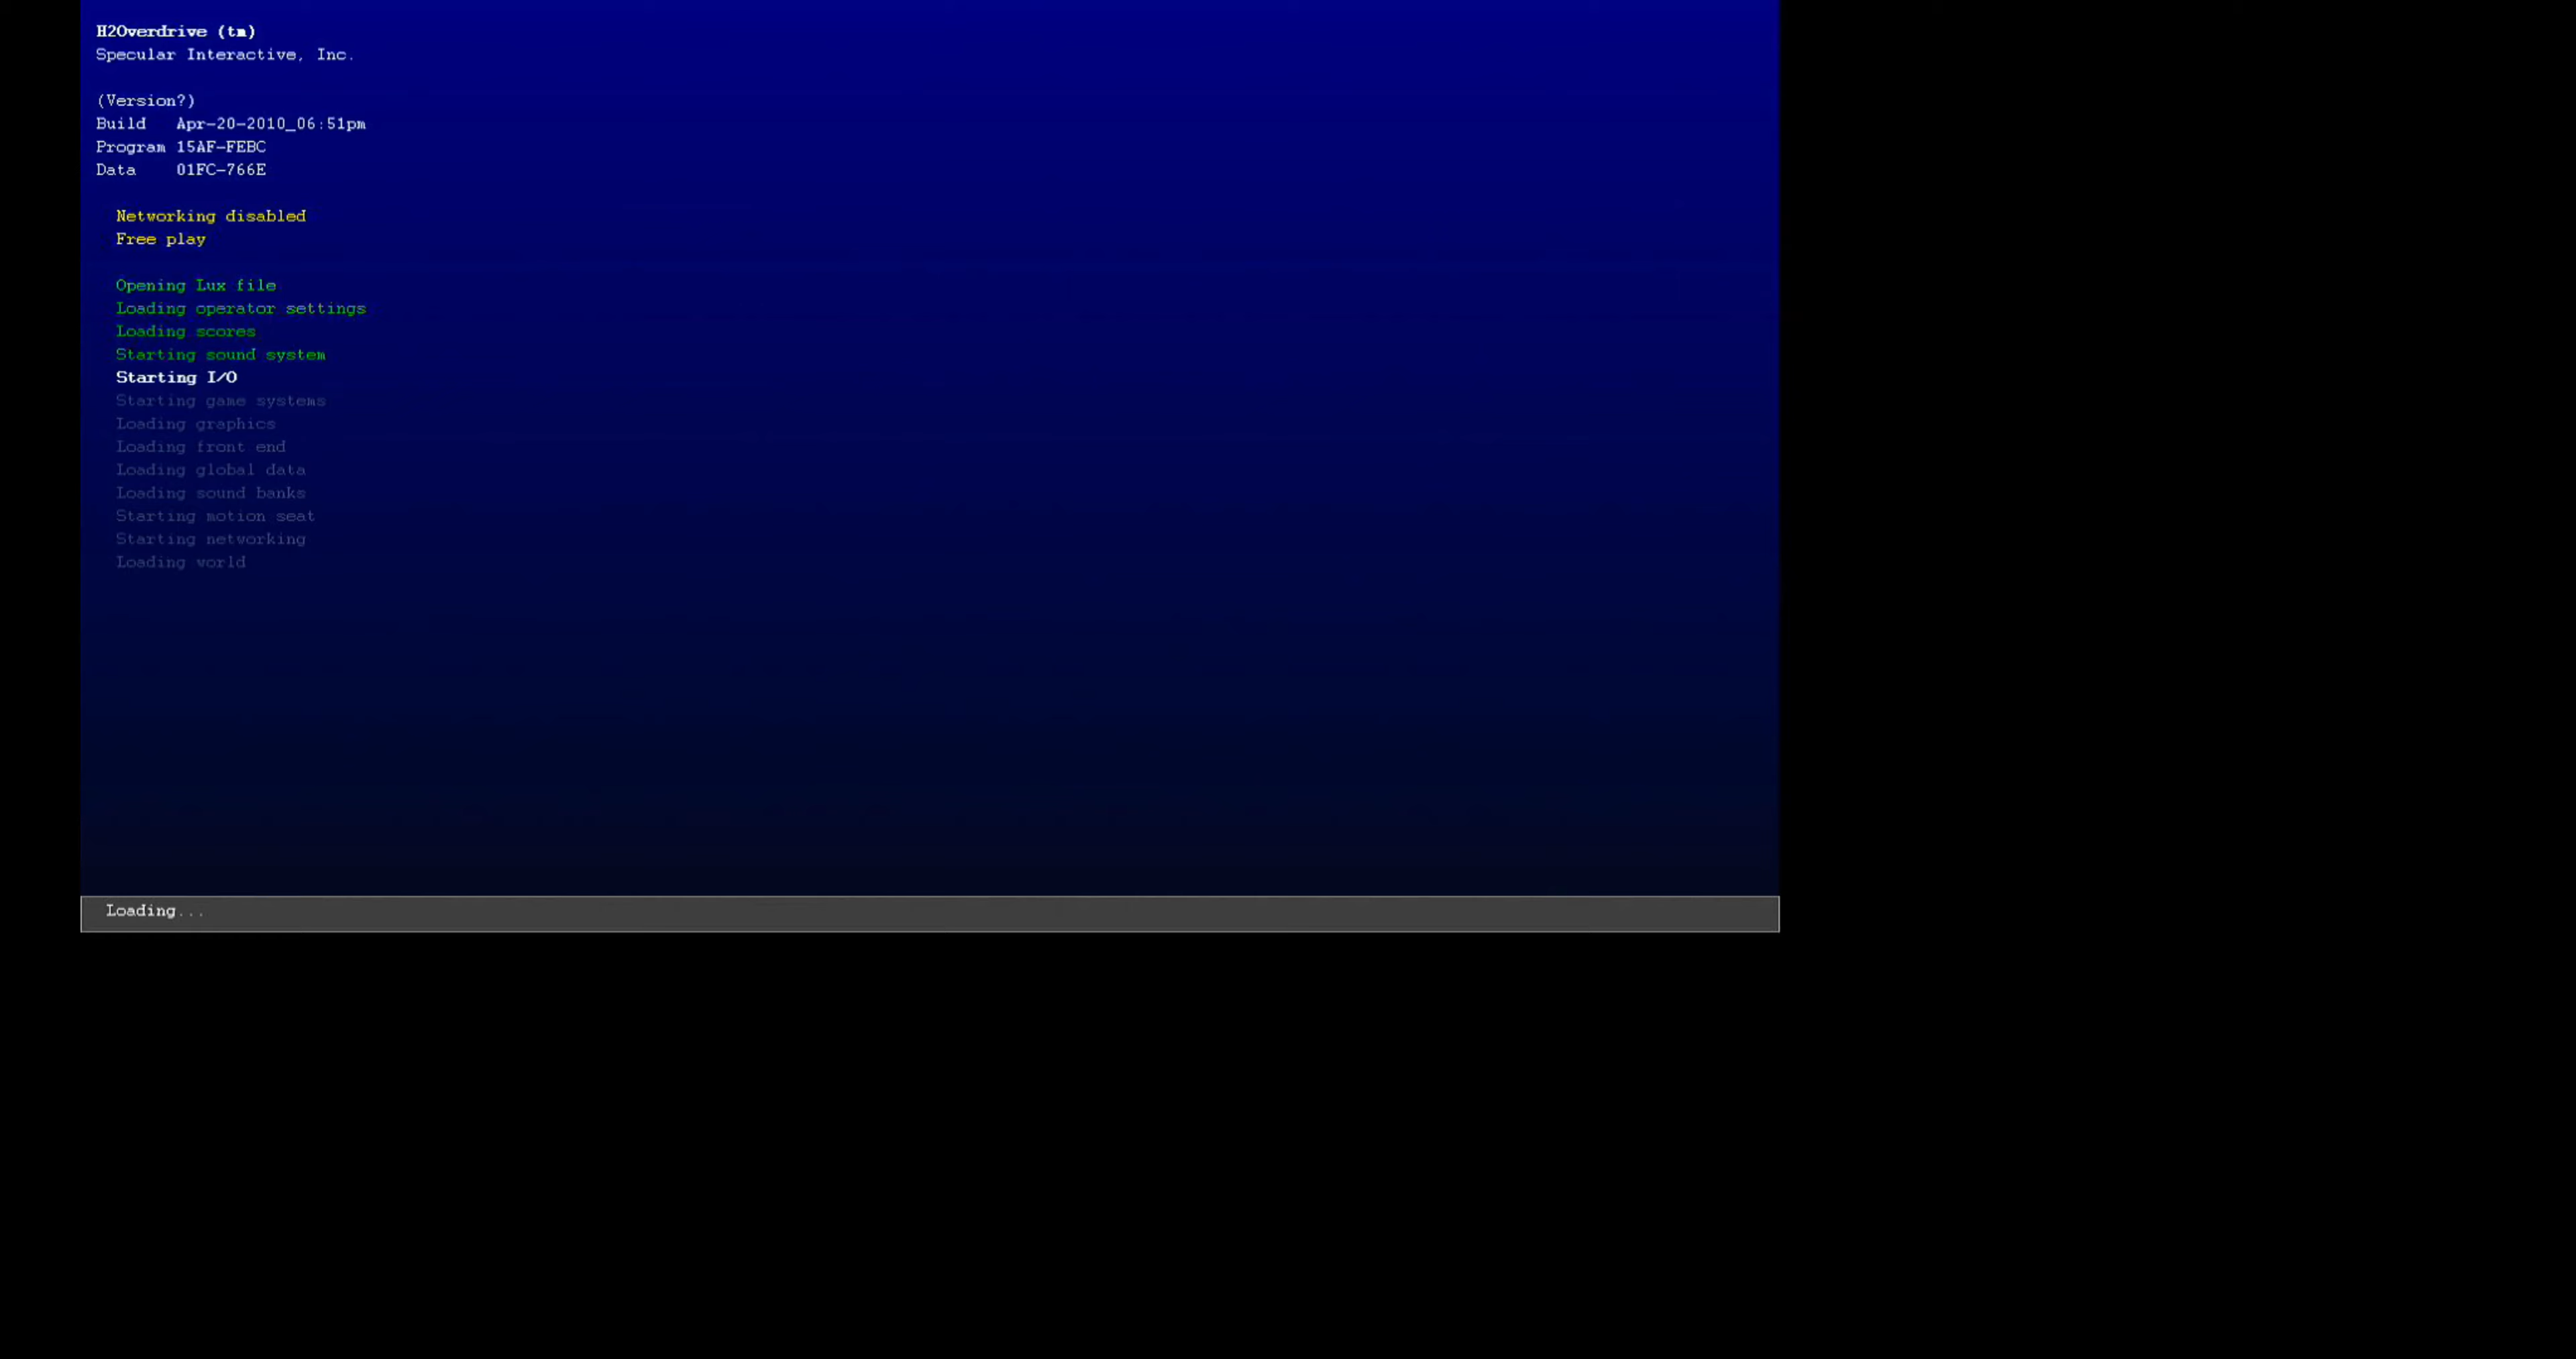 H2Overdrive (tm)
Specular Interactive, Inc.
(Version?)
Build Apr-20-2010_06:51pm
Program 15AF-FEBC
Data 01FC-766E
Networking disabled
Free play
Opening Lux file
Loading operator settings
Loading scores
Starting sound system
Starting I/O
Starting game systems
Loading graphics
Loading front end
Loading global data
Loading sound banks
Starting motion seat
Starting networking
Loading world
Loading...